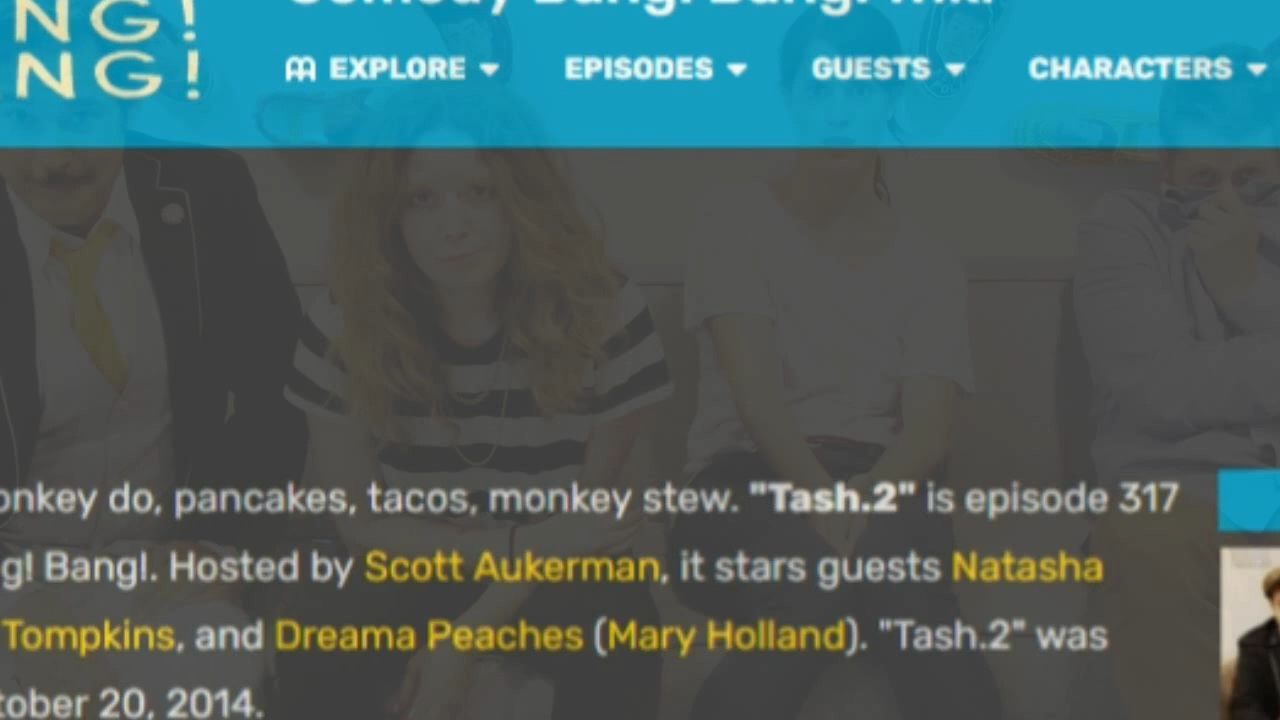 NG!
Comedy Bang! Bang! Wiki
NG!
EXPLORE EPISODES GUESTS CHARACTERS
onkey do, pancakes, tacos, monkey stew. "Tash.2" is episode 317
g! Bang!. Hosted by Scott Aukerman, it stars guests Natasha
Tompkins, and Dreama Peaches (Mary Holland). "Tash.2" was
tober 20, 2014.